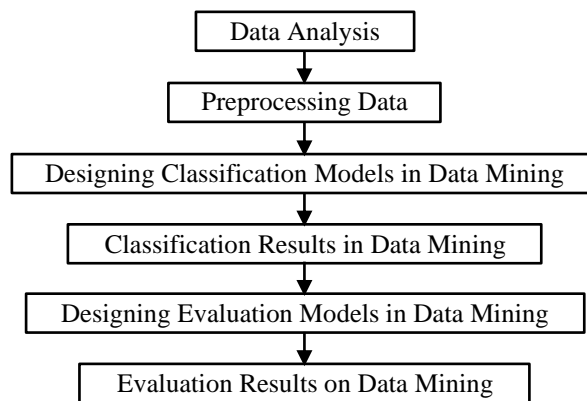 Data Analysis
Preprocessing Data
Designing Classification Models in Data Mining
Classification Results in Data Mining
Designing Evaluation Models in Data Mining
Evaluation Results on Data Mining